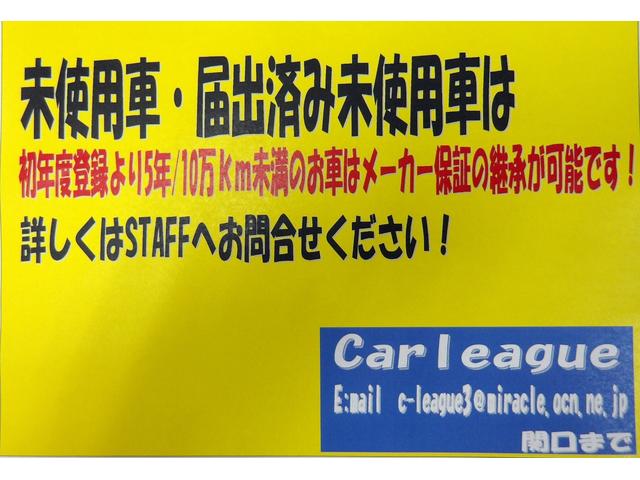 未使用車・届出済み未使用車は
初年度登録より5年/10万km未満のお車はメーカー保証の継承が可能です！
詳しくはSTAFFへお問合せください！
Carleague
E:mail c-league3@miracle.ocn.ne.jp
関口まで